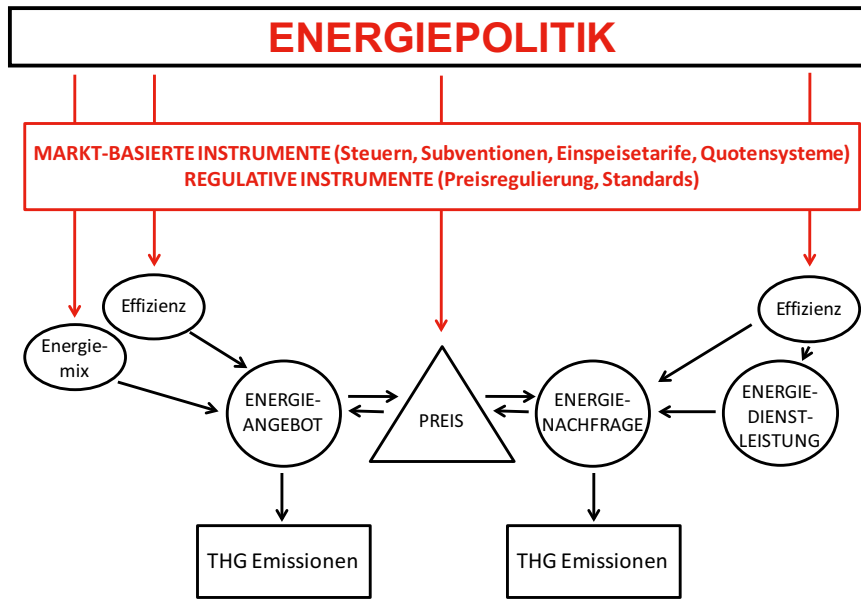 ENERGIEPOLITIK
MARKT-BASIERTE INSTRUMENTE (Steuern, Subventionen, Einspeisetarife, Quotensysteme)
REGULATIVE INSTRUMENTE (Preisregulierung, Standards)
Effizienz
Effizienz
Energie-
mix
ENERGIE-
ANGEBOT
PREIS
ENERGIE-
NACHFRAGE
ENERGIE-
DIENST-
LEISTUNG
THG Emissionen
THG Emissionen